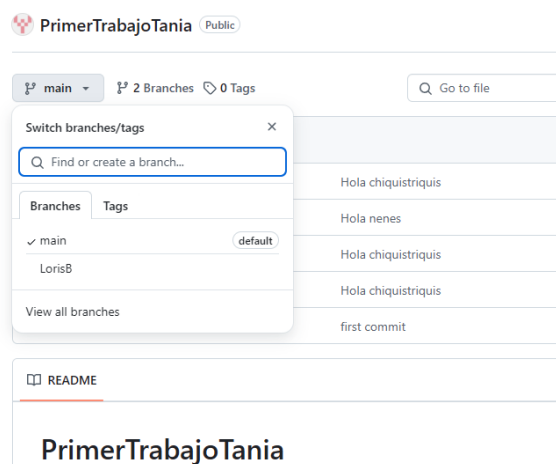 PrimerTrabajoTania Public
main 2 Branches 0 Tags Go to file
Switch branches/tags
Find or create a branch...
Branches Tags
Hola chiquistriquis
Hola nenes
main default
Hola chiquistriquis
LorisB
Hola chiquistriquis
View all branches
first commit
README
PrimerTrabajoTania